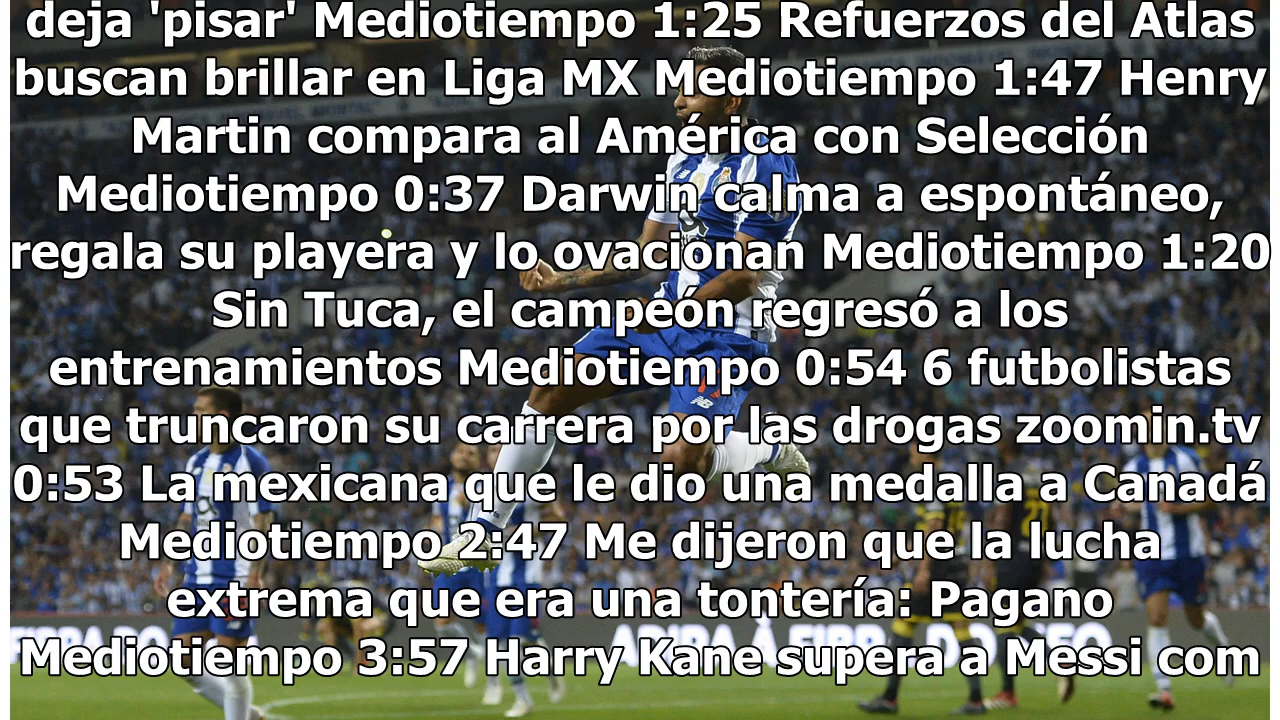 deja 'pisar' Mediotiempo 1:25 Refuerzos del Atlas
buscan brillar en Liga MX Mediotiempo 1:47 Henry
Martin compara al América con Selección
Mediotiempo 0:37 Darwin calma a espontáneo,
regala su playera y lo ovacionan Mediotiempo 1:20
Sin Tuca, el campeón regresó a los
entrenamientos Mediotiempo 0:54 6 futbolistas
que truncaron su carrera por las drogas zoomin.tv
0:53 La mexicana que le dio una medalla a Canadá
Mediotiempo 2:47 Me dijeron que la lucha
extrema que era una tontería: Pagano
Mediotiempo 3:57 Harry Kane supera a Messi com